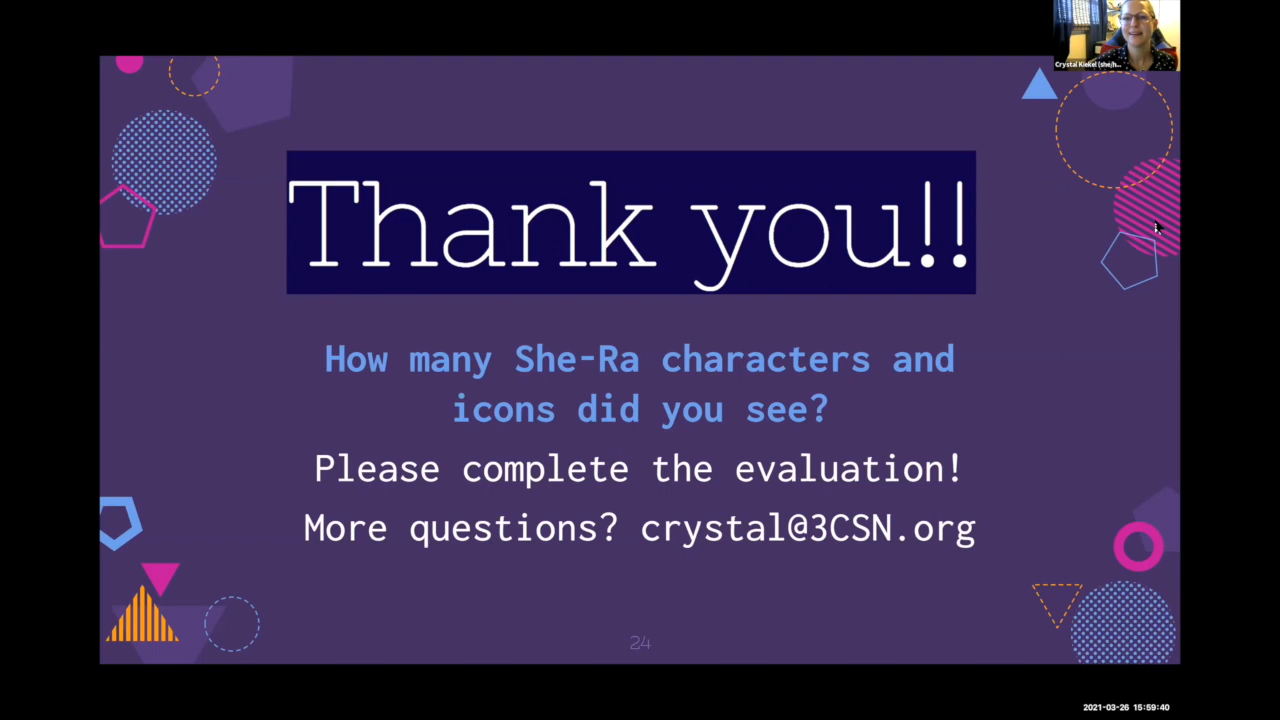 Crystal Kiekel (she/h...
Thank you!!
How many She-Ra characters and
icons did you see?
Please complete the evaluation!
More questions? crystal@3CSN.org
24
2021-03-26 15:59:40